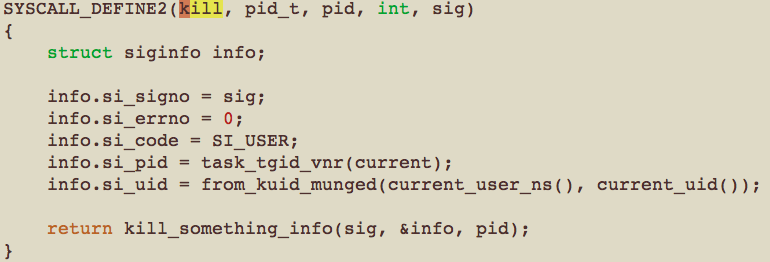 SYSCALL_DEFINE2(kill, pid_t, pid, int, sig)
{
    struct siginfo info;

    info.si_signo = sig;
    info.si_errno = 0;
    info.si_code = SI_USER;
    info.si_pid = task_tgid_vnr(current);
    info.si_uid = from_kuid_munged(current_user_ns(), current_uid());

    return kill_something_info(sig, &info, pid);
}